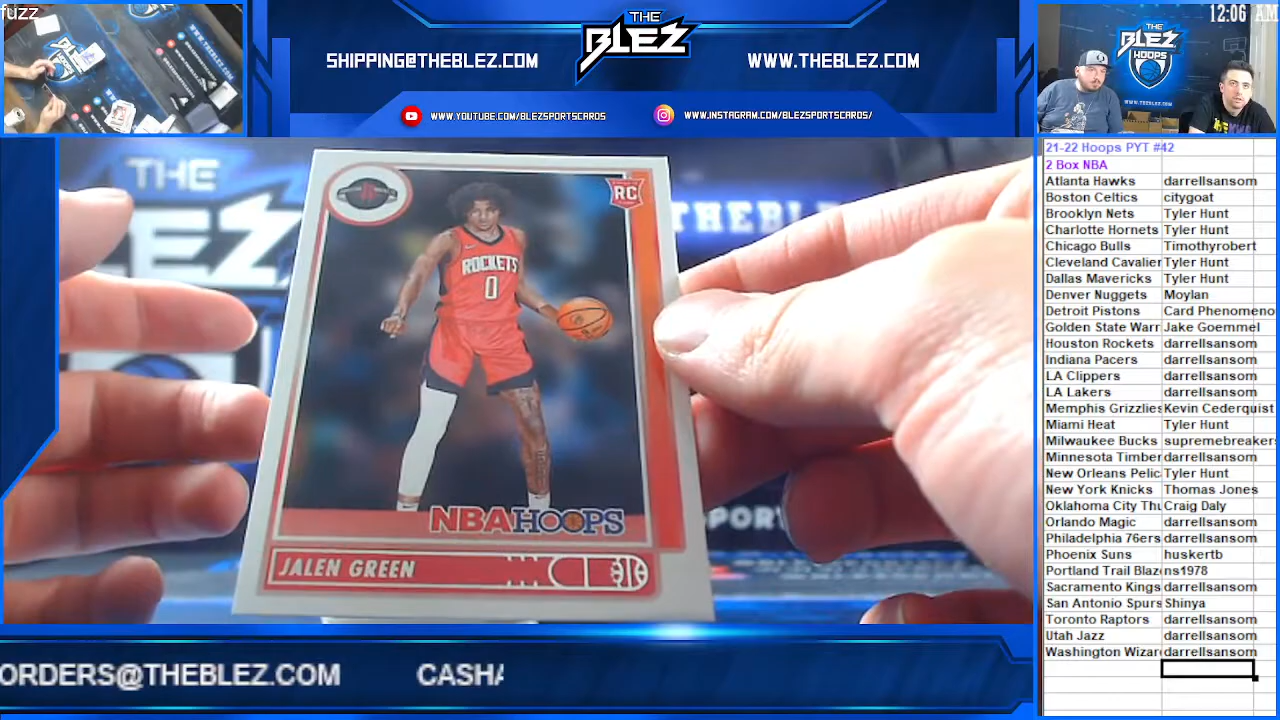 fuzz
SHIPPING@THEBLEZ.COM
THE
BLEZ
WWW.THEBLEZ.COM
WWW.YOUTUBE.COM/BLEZSPORTSCARDS
WWW.INSTAGRAM.COM/BLEZSPORTSCARDS/
12:06 AM
THE
BLEZ
HOOPS
THE
RC
ROCKETS
0
NBA HOOPS
JALEN GREEN
21-22 Hoops PYT #42
2 Box NBA
Atlanta Hawks darrellsansom
Boston Celtics citygoat
Brooklyn Nets Tyler Hunt
Charlotte Hornets Tyler Hunt
Chicago Bulls Timothyrobert
Cleveland Cavalier Tyler Hunt
Dallas Mavericks Tyler Hunt
Denver Nuggets Moylan
Detroit Pistons Card Phenomeno
Golden State Warr Jake Goemmel
Houston Rockets darrellsansom
Indiana Pacers darrellsansom
LA Clippers darrellsansom
LA Lakers darrellsansom
Memphis Grizzlies Kevin Cederquist
Miami Heat Tyler Hunt
Milwaukee Bucks supremebreakers
Minnesota Timber darrellsansom
New Orleans Pelic Tyler Hunt
New York Knicks Thomas Jones
Oklahoma City Thu Craig Daly
Orlando Magic darrellsansom
Philadelphia 76ers darrellsansom
Phoenix Suns huskertb
Portland Trail Blaze ns1978
Sacramento Kings darrellsansom
San Antonio Spurs Shinya
Toronto Raptors darrellsansom
Utah Jazz darrellsansom
Washington Wizar darrellsansom
ORDERS@THEBLEZ.COM CASHA